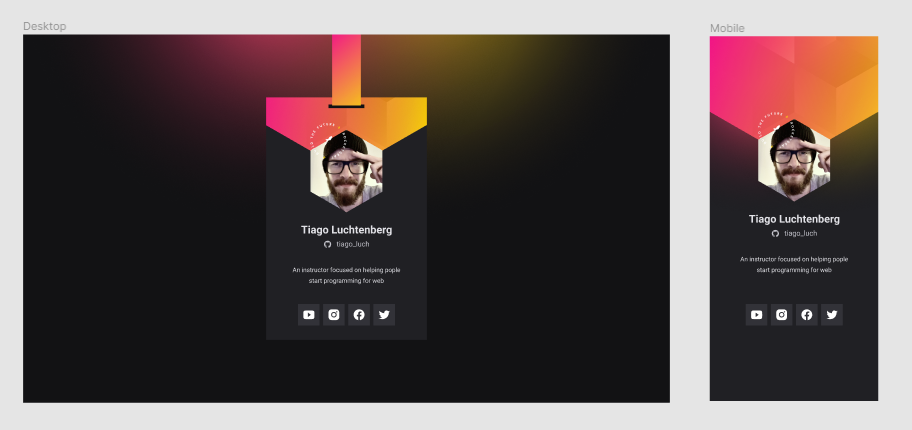 Desktop
Tiago Luchtenberg
tiago_luch
An instructor focused on helping pople
start programming for web
Mobile
Tiago Luchtenberg
tiago_luch
An instructor focused on helping pople
start programming for web